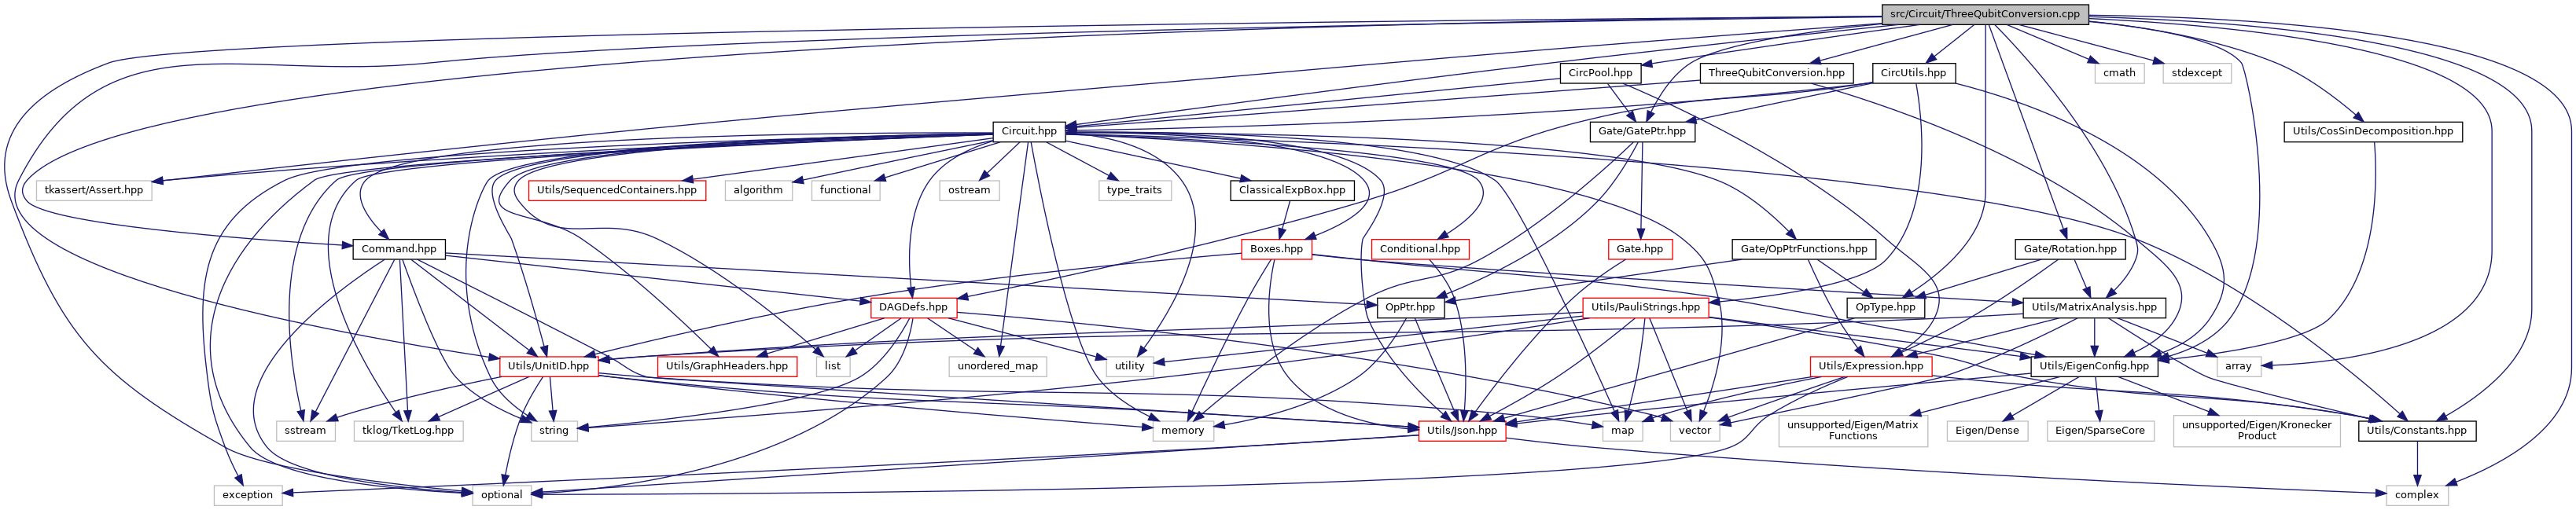 src/Circuit/ThreeQubitConversion.cpp
CircPool.hpp
ThreeQubitConversion.hpp
CircUtils.hpp
cmath
stdexcept
Circuit.hpp
Gate/GatePtr.hpp
Utils/CosSinDecomposition.hpp
tkassert/Assert.hpp
Utils/SequencedContainers.hpp
algorithm
functional
ostream
type_traits
ClassicalExpBox.hpp
Command.hpp
Boxes.hpp
Conditional.hpp
Gate.hpp
Gate/OpPtrFunctions.hpp
Gate/Rotation.hpp
DAGDefs.hpp
OpPtr.hpp
Utils/PauliStrings.hpp
OpType.hpp
Utils/MatrixAnalysis.hpp
Utils/UnitID.hpp
Utils/GraphHeaders.hpp
list
unordered_map
utility
Utils/Expression.hpp
Utils/EigenConfig.hpp
array
sstream
tklog/TketLog.hpp
string
memory
Utils/Json.hpp
map
vector
unsupported/Eigen/Matrix
Functions
Eigen/Dense
Eigen/SparseCore
unsupported/Eigen/Kronecker
Product
Utils/Constants.hpp
exception
optional
complex